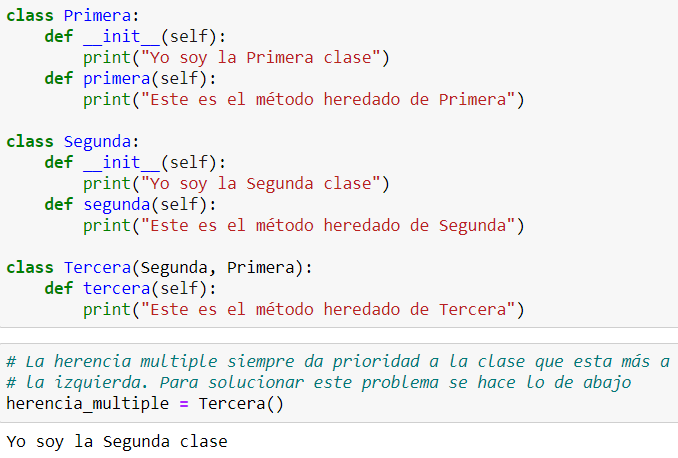 class Primera:
    def __init__(self):
        print("Yo soy la Primera clase")
    def primera(self):
        print("Este es el método heredado de Primera")

class Segunda:
    def __init__(self):
        print("Yo soy la Segunda clase")
    def segunda(self):
        print("Este es el método heredado de Segunda")

class Tercera(Segunda, Primera):
    def tercera(self):
        print("Este es el método heredado de Tercera")

# La herencia multiple siempre da prioridad a la clase que esta más a
# la izquierda. Para solucionar este problema se hace lo de abajo
herencia_multiple = Tercera()

Yo soy la Segunda clase